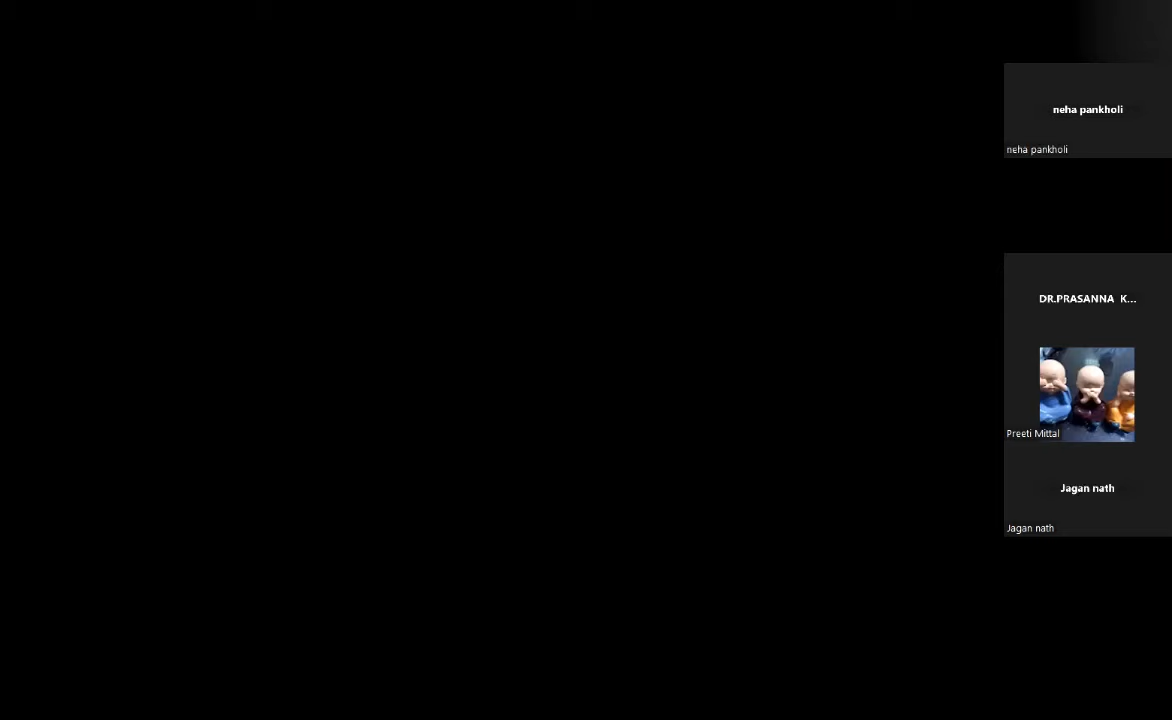 neha pankholi
neha pankholi
DR.PRASANNA K...
Preeti Mittal
Jagan nath
Jagan nath